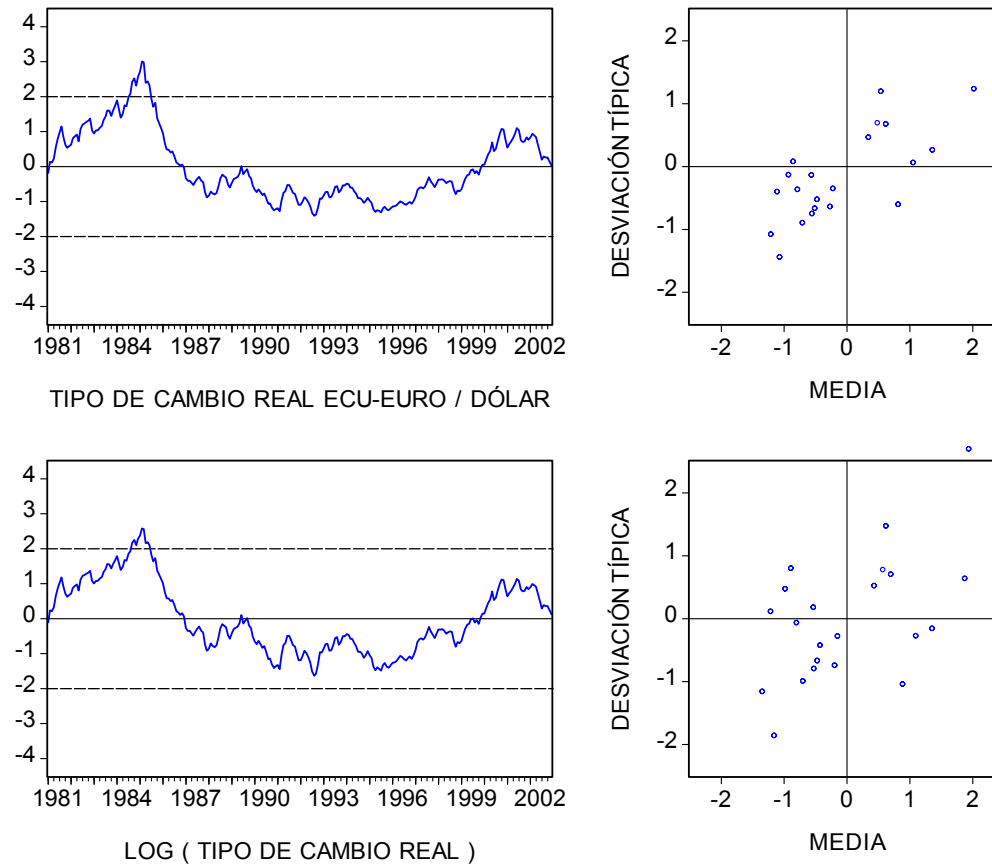 4
3
2
1
0
-1
-2
-3
-4
1981 1984 1987 1990 1993 1996 1999 2002
TIPO DE CAMBIO REAL ECU-EURO / DÓLAR
DESVIACIÓN TÍPICA
2
1
0
-1
-2
-2 -1 0 1 2
MEDIA
4
3
2
1
0
-1
-2
-3
-4
1981 1984 1987 1990 1993 1996 1999 2002
LOG ( TIPO DE CAMBIO REAL )
DESVIACIÓN TÍPICA
2
1
0
-1
-2
-2 -1 0 1 2
MEDIA